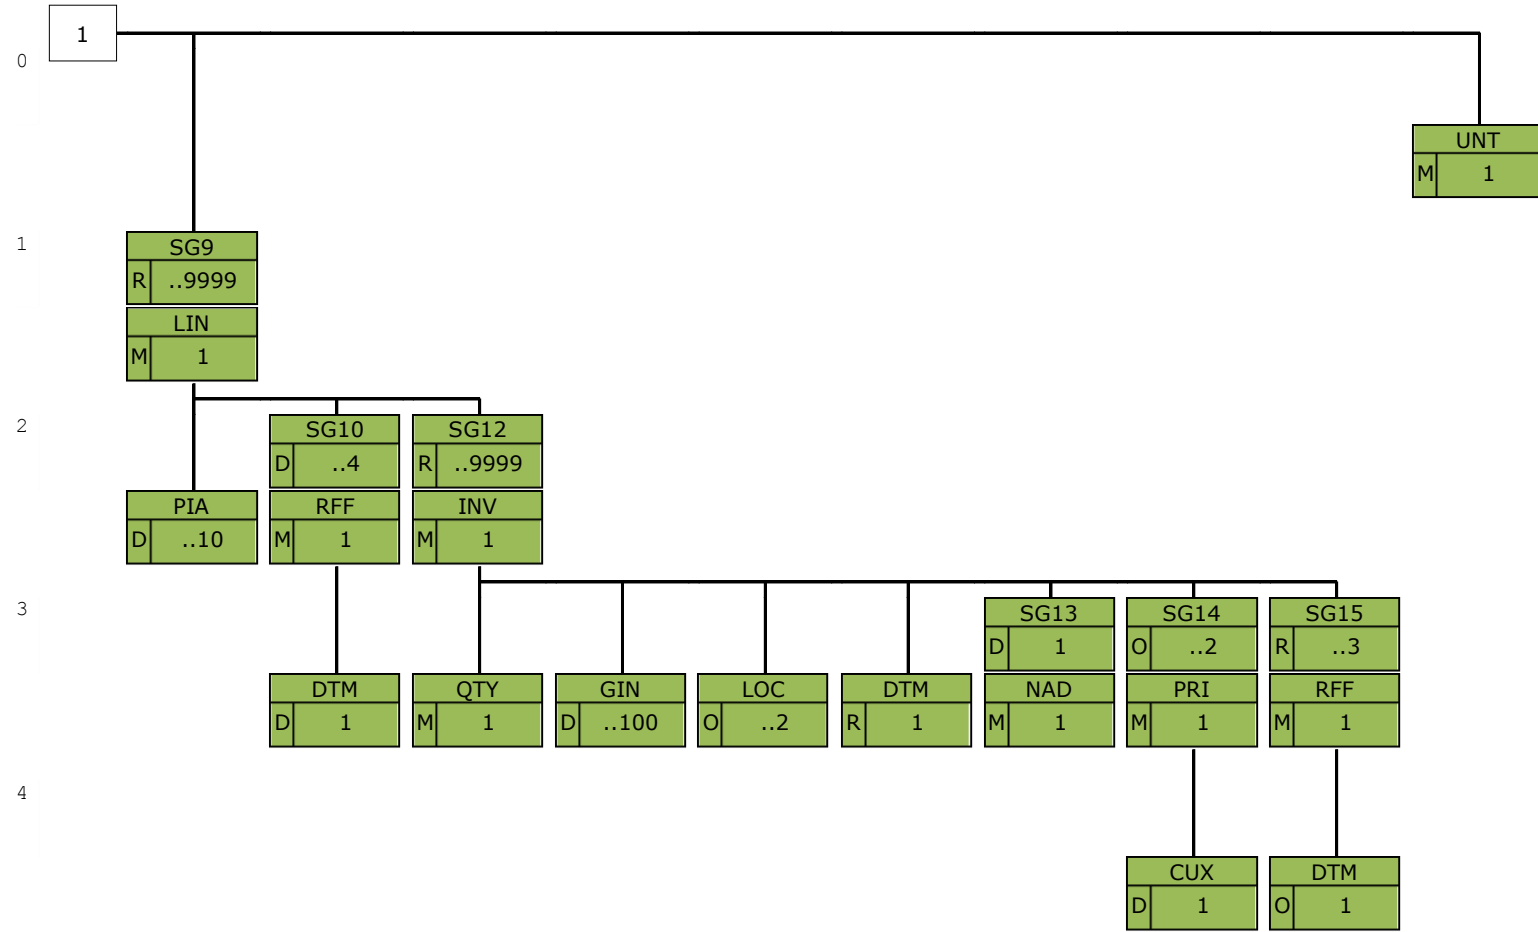 1
0
UNT
M 1
1
SG9
R ..9999
LIN
M 1
2
SG10 SG12
D ..4 R ..9999
PIA RFF INV
D ..10 M 1 M 1
3
SG13 SG14 SG15
D 1 O ..2 R ..3
DTM QTY GIN LOC DTM NAD PRI RFF
D 1 M 1 D ..100 O ..2 R 1 M 1 M 1 M 1
4
CUX DTM
D 1 O 1